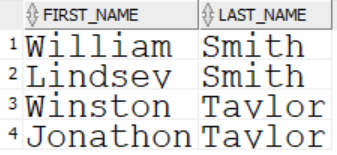 FIRST_NAME LAST_NAME
1 William Smith
2 Lindsey Smith
3 Winston Taylor
4 Jonathon Taylor